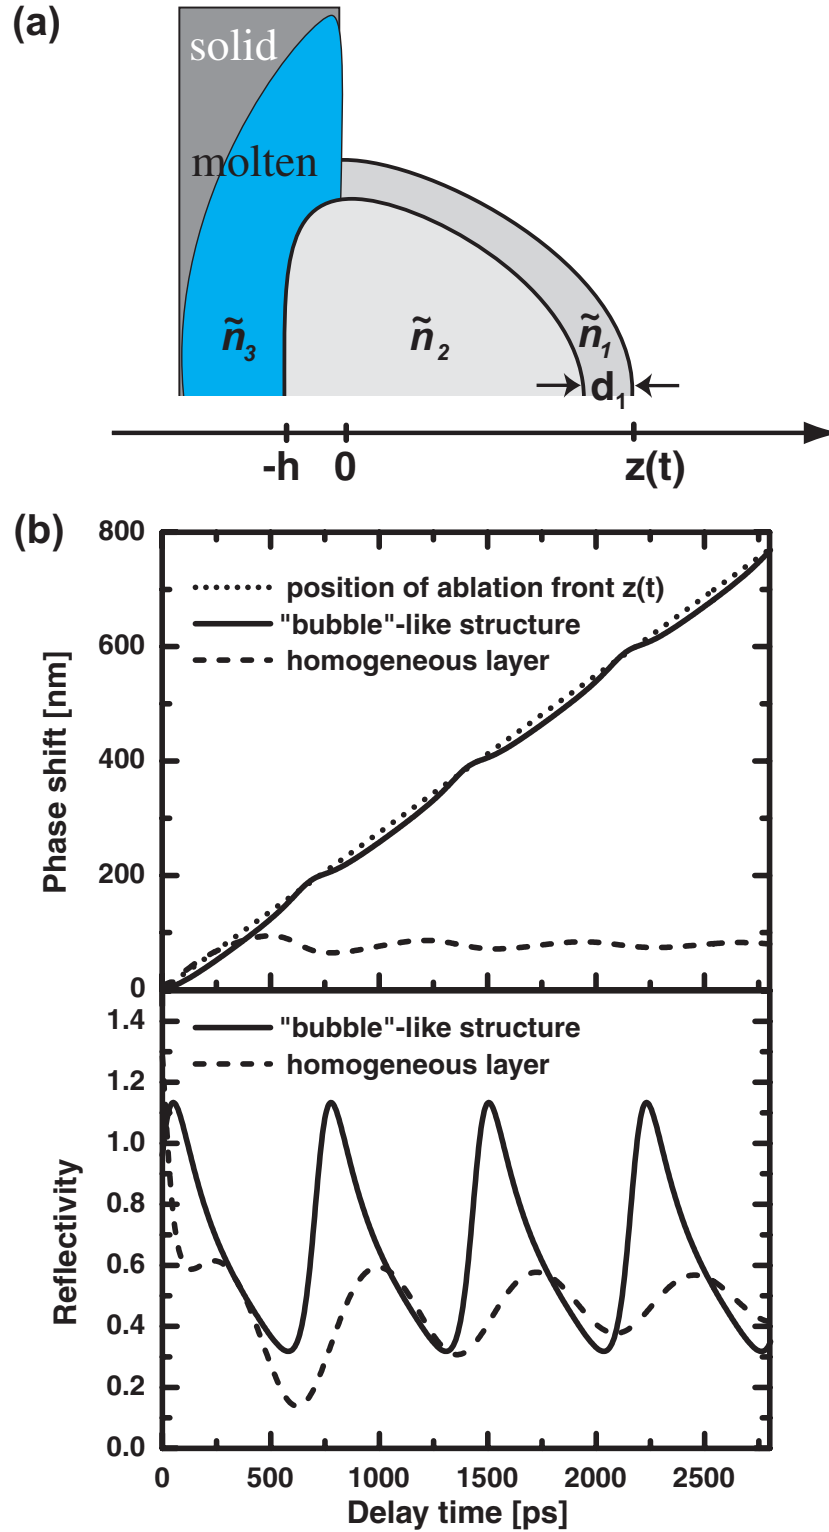 (a)
solid
molten
ñ3
ñ2
ñ1
d1
-h 0 z(t)
(b)
800
600
400
200
0
Phase shift [nm]
position of ablation front z(t)
"bubble"-like structure
homogeneous layer
1.4
1.2
1.0
0.8
0.6
0.4
0.2
0.0
Reflectivity
"bubble"-like structure
homogeneous layer
0 500 1000 1500 2000 2500
Delay time [ps]